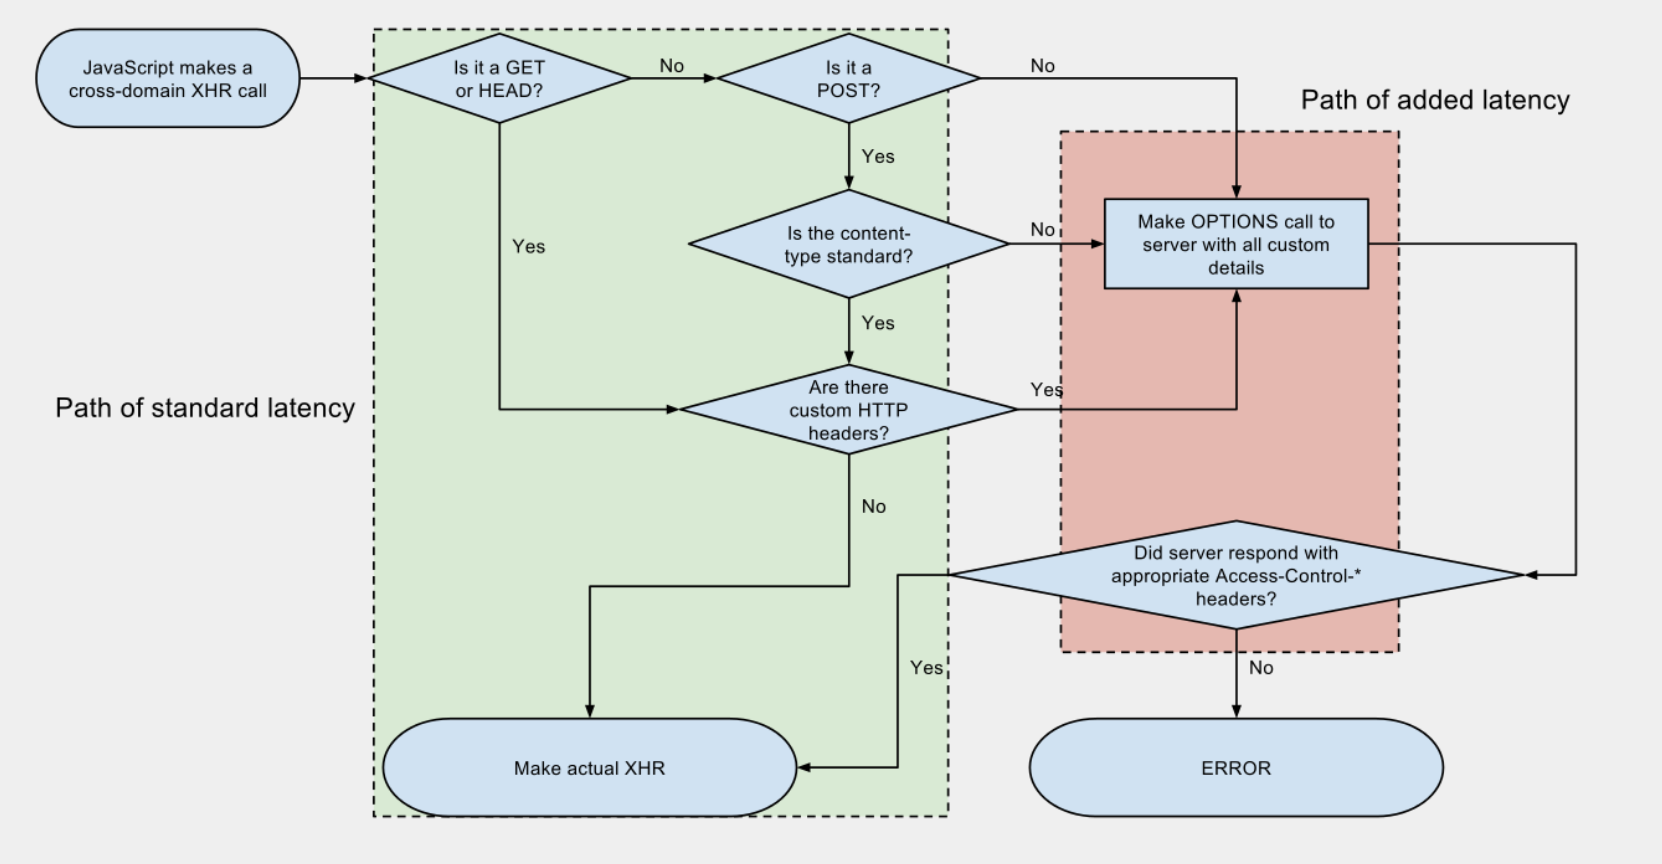 JavaScript makes a
cross-domain XHR call
Is it a GET
or HEAD?
No
Is it a
POST?
No
Path of added latency
Yes
Yes
Is the content-
type standard?
No
Make OPTIONS call to
server with all custom
details
Yes
Path of standard latency
Are there
custom HTTP
headers?
Yes
No
Did server respond with
appropriate Access-Control-*
headers?
Yes
No
Make actual XHR
ERROR